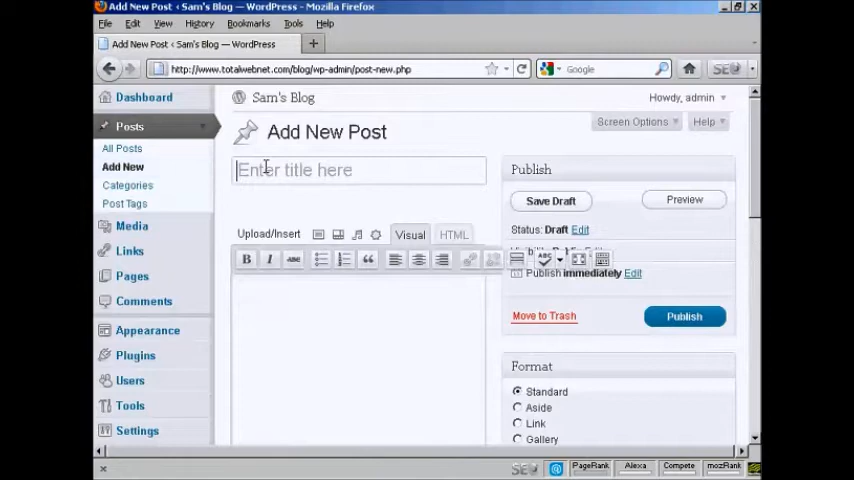 Add New Post ‹ Sam's Blog — WordPress - Mozilla Firefox
File Edit View History Bookmarks Tools Help
Add New Post ‹ Sam's Blog — WordPress
http://www.totalwebnet.com/blog/wp-admin/post-new.php
Google
SEO
Dashboard
Posts
All Posts
Add New
Categories
Post Tags
Media
Links
Pages
Comments
Appearance
Plugins
Users
Tools
Settings
Sam's Blog
Howdy, admin
Screen Options
Help
Add New Post
Enter title here
Upload/Insert
Visual
HTML
B I ABC
ABC
Publish
Save Draft
Preview
Status: Draft Edit
Publish immediately Edit
Move to Trash
Publish
Format
Standard
Aside
Link
Gallery
SEO PageRank Alexa Compete mozRank